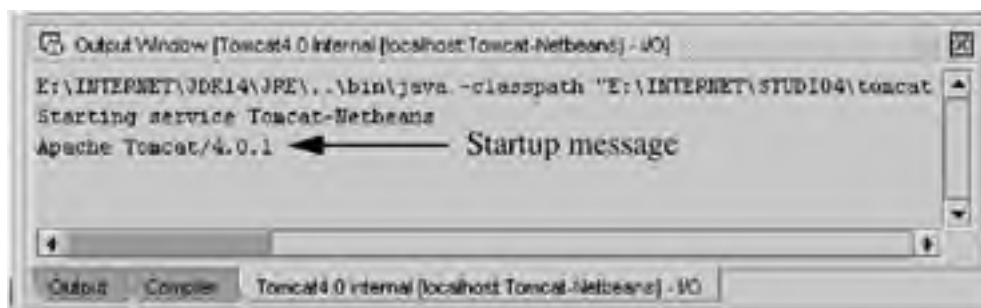 Output Window [Tomcat4.0 Internal [localhost:Tomcat-Netbeans] - I/O]
E:\INTERNET\JDK14\JRE\..\bin\java -classpath "E:\INTERNET\STUDIO4\tomcat
Starting service Tomcat-Netbeans
Apache Tomcat/4.0.1 Startup message
Output Compiler Tomcat4.0 internal [localhost:Tomcat-Netbeans] - I/O